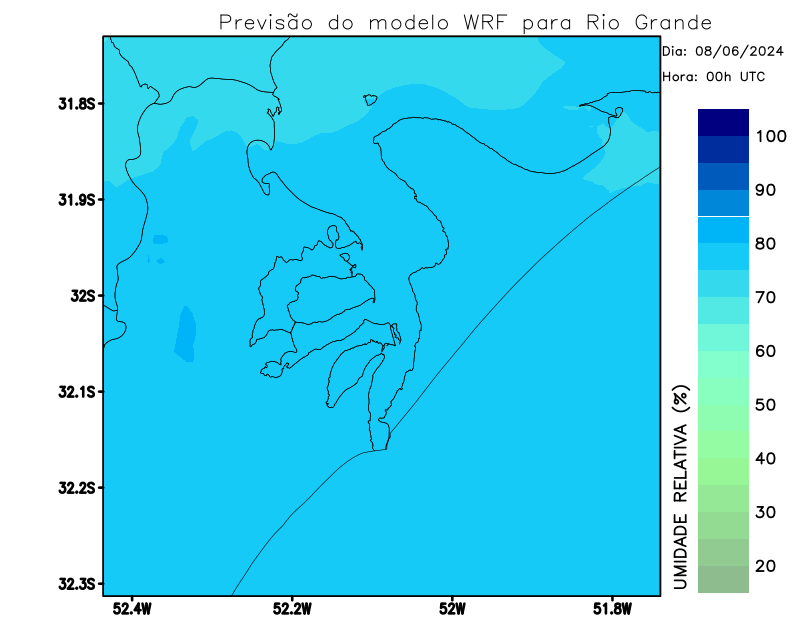 Previsão do modelo WRF para Rio Grande
Dia: 08/06/2024
Hora: 00h UTC
31.8S
31.9S
32S
32.1S
32.2S
32.3S
52.4W
52.2W
52W
51.8W
100
90
80
70
60
50
40
30
20
UMIDADE RELATIVA (%)